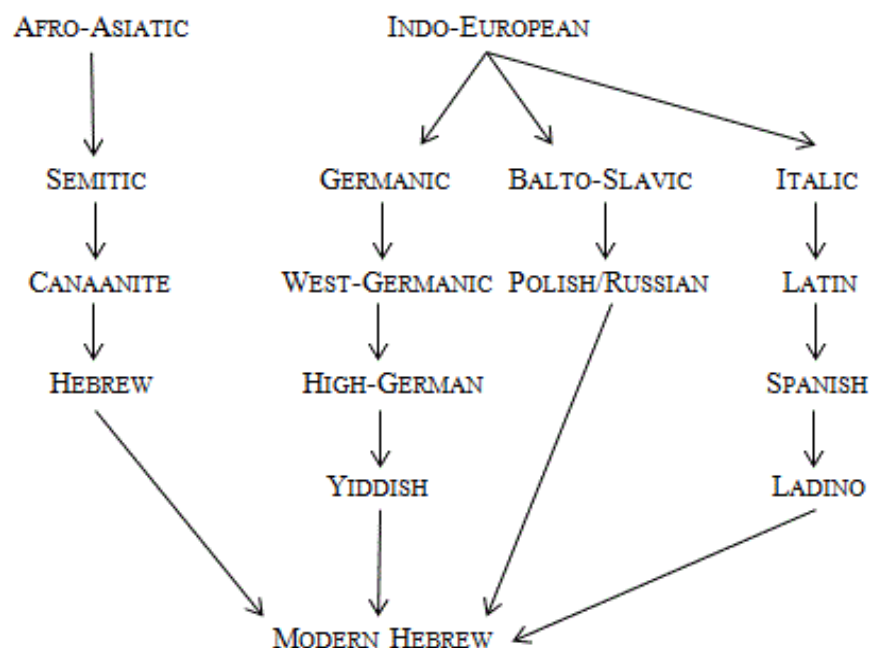 AFRO-ASIATIC INDO-EUROPEAN
SEMITIC GERMANIC BALTO-SLAVIC ITALIC
CANAANITE WEST-GERMANIC POLISH/RUSSIAN LATIN
HEBREW HIGH-GERMAN SPANISH
YIDDISH LADINO
MODERN HEBREW